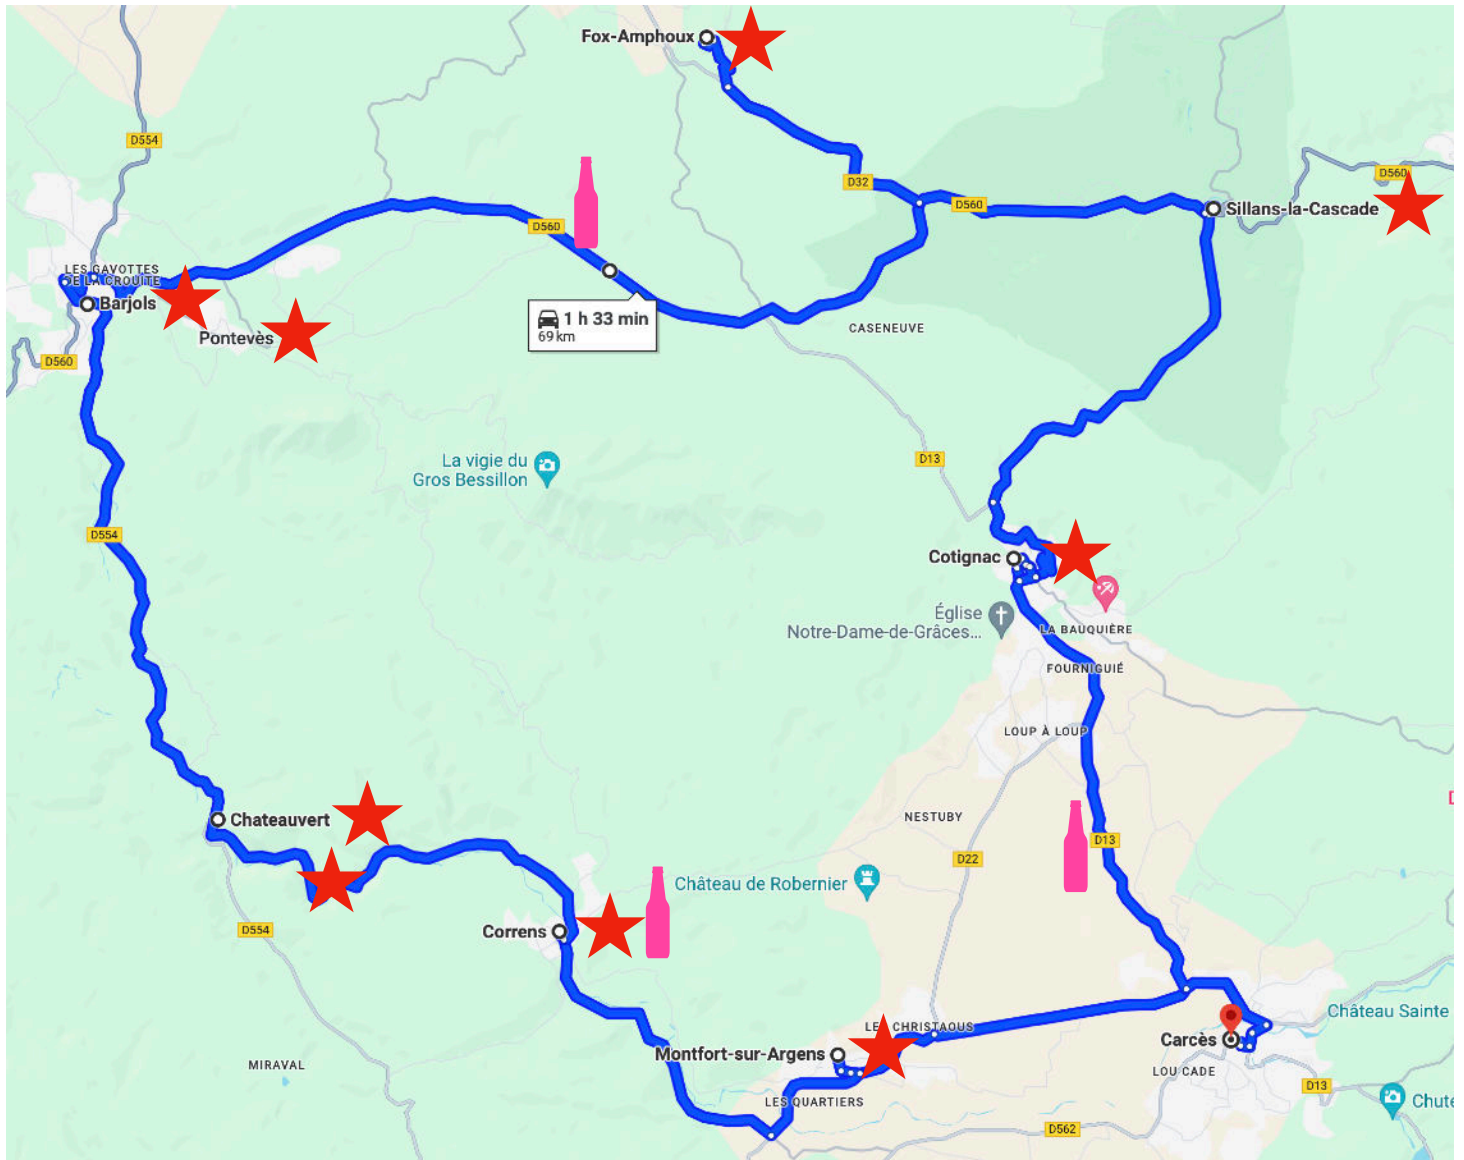 Fox-Amphoux
D554
D560
D32
D560
Sillans-la-Cascade
D560
LES GAVOTTES
DE LA CROUITE
Barjols
Pontevès
1 h 33 min
69 km
CASENEUVE
D560
La vigie du
Gros Bessillon
D13
D554
Cotignac
Église
Notre-Dame-de-Grâces...
LA BAUQUIÈRE
FOURNIGUIÉ
LOUP À LOUP
Chateauvert
NESTUBY
D13
D22
Château de Robernier
D554
Correns
LES CHRISTAOUS
Château Sainte
Montfort-sur-Argens
Carcès
MIRAVAL
LOU CADE
LES QUARTIERS
D13
Chute
D562